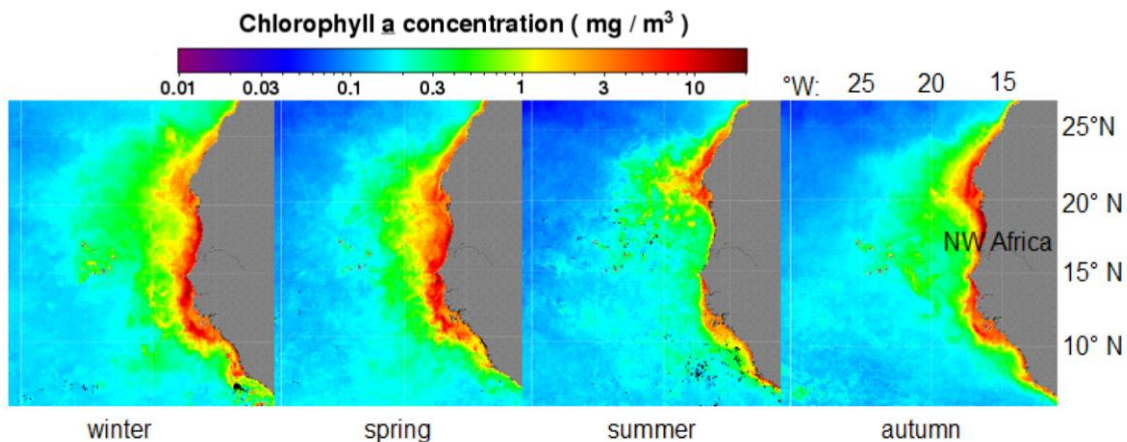 Chlorophyll a concentration ( mg / m³ )
0.01 0.03 0.1 0.3 1 3 10
°W: 25 20 15
25°N
20° N
NW Africa
15° N
10° N
winter spring summer autumn